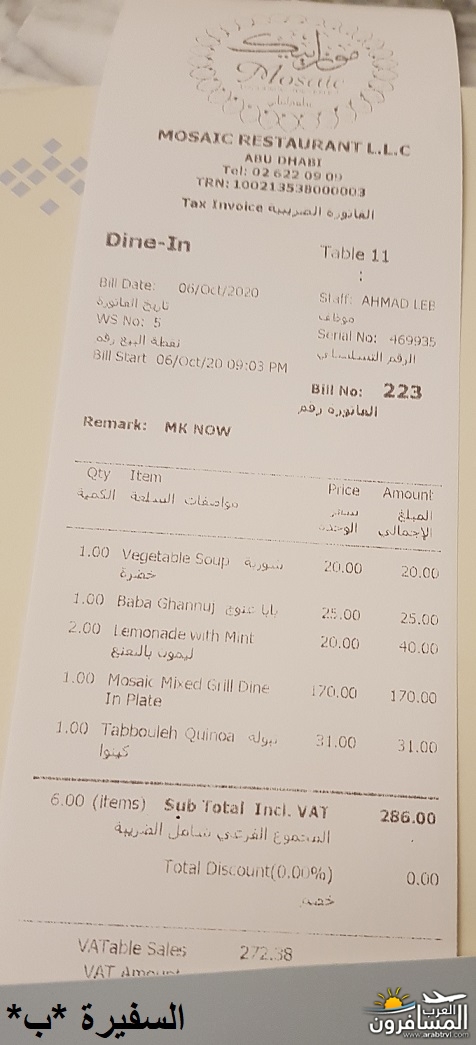 موزاييك
Mosaic
MOSAIC RESTAURANT L.L.C
ABU DHABI
Tel: 02 622 09 09
TRN: 100213538000003
Tax Invoice الفاتورة الضريبية
Dine-In
Table 11
:
Bill Date: 06/Oct/2020
تاريخ الفاتورة
Staff: AHMAD LEB
موظف
WS No: 5
نقطة البيع رقم
Serial No: 469935
الرقم التسلسلي
Bill Start 06/Oct/20 09:03 PM
Bill No: 223
الفاتورة رقم
Remark: MK NOW
Qty Item Price Amount
الكمية مواصفات السلعة سعر الوحدة المبلغ الإجمالي
1.00 Vegetable Soup شوربة 20.00 20.00
خضرة
1.00 Baba Ghannuj بابا غنوج 25.00 25.00
2.00 Lemonade with Mint 20.00 40.00
ليمون بالنعنع
1.00 Mosaic Mixed Grill Dine 170.00 170.00
In Plate
1.00 Tabbouleh Quinoa تبولة 31.00 31.00
كينوا
6.00 (items) Sub Total Incl. VAT 286.00
المجموع الفرعي شامل الضريبة
Total Discount(0.00%) 0.00
خصم
VATable Sales 272.38
VAT Amount
السفيرة *ب*
العرب
المسافرون
www.arabtrvl.com